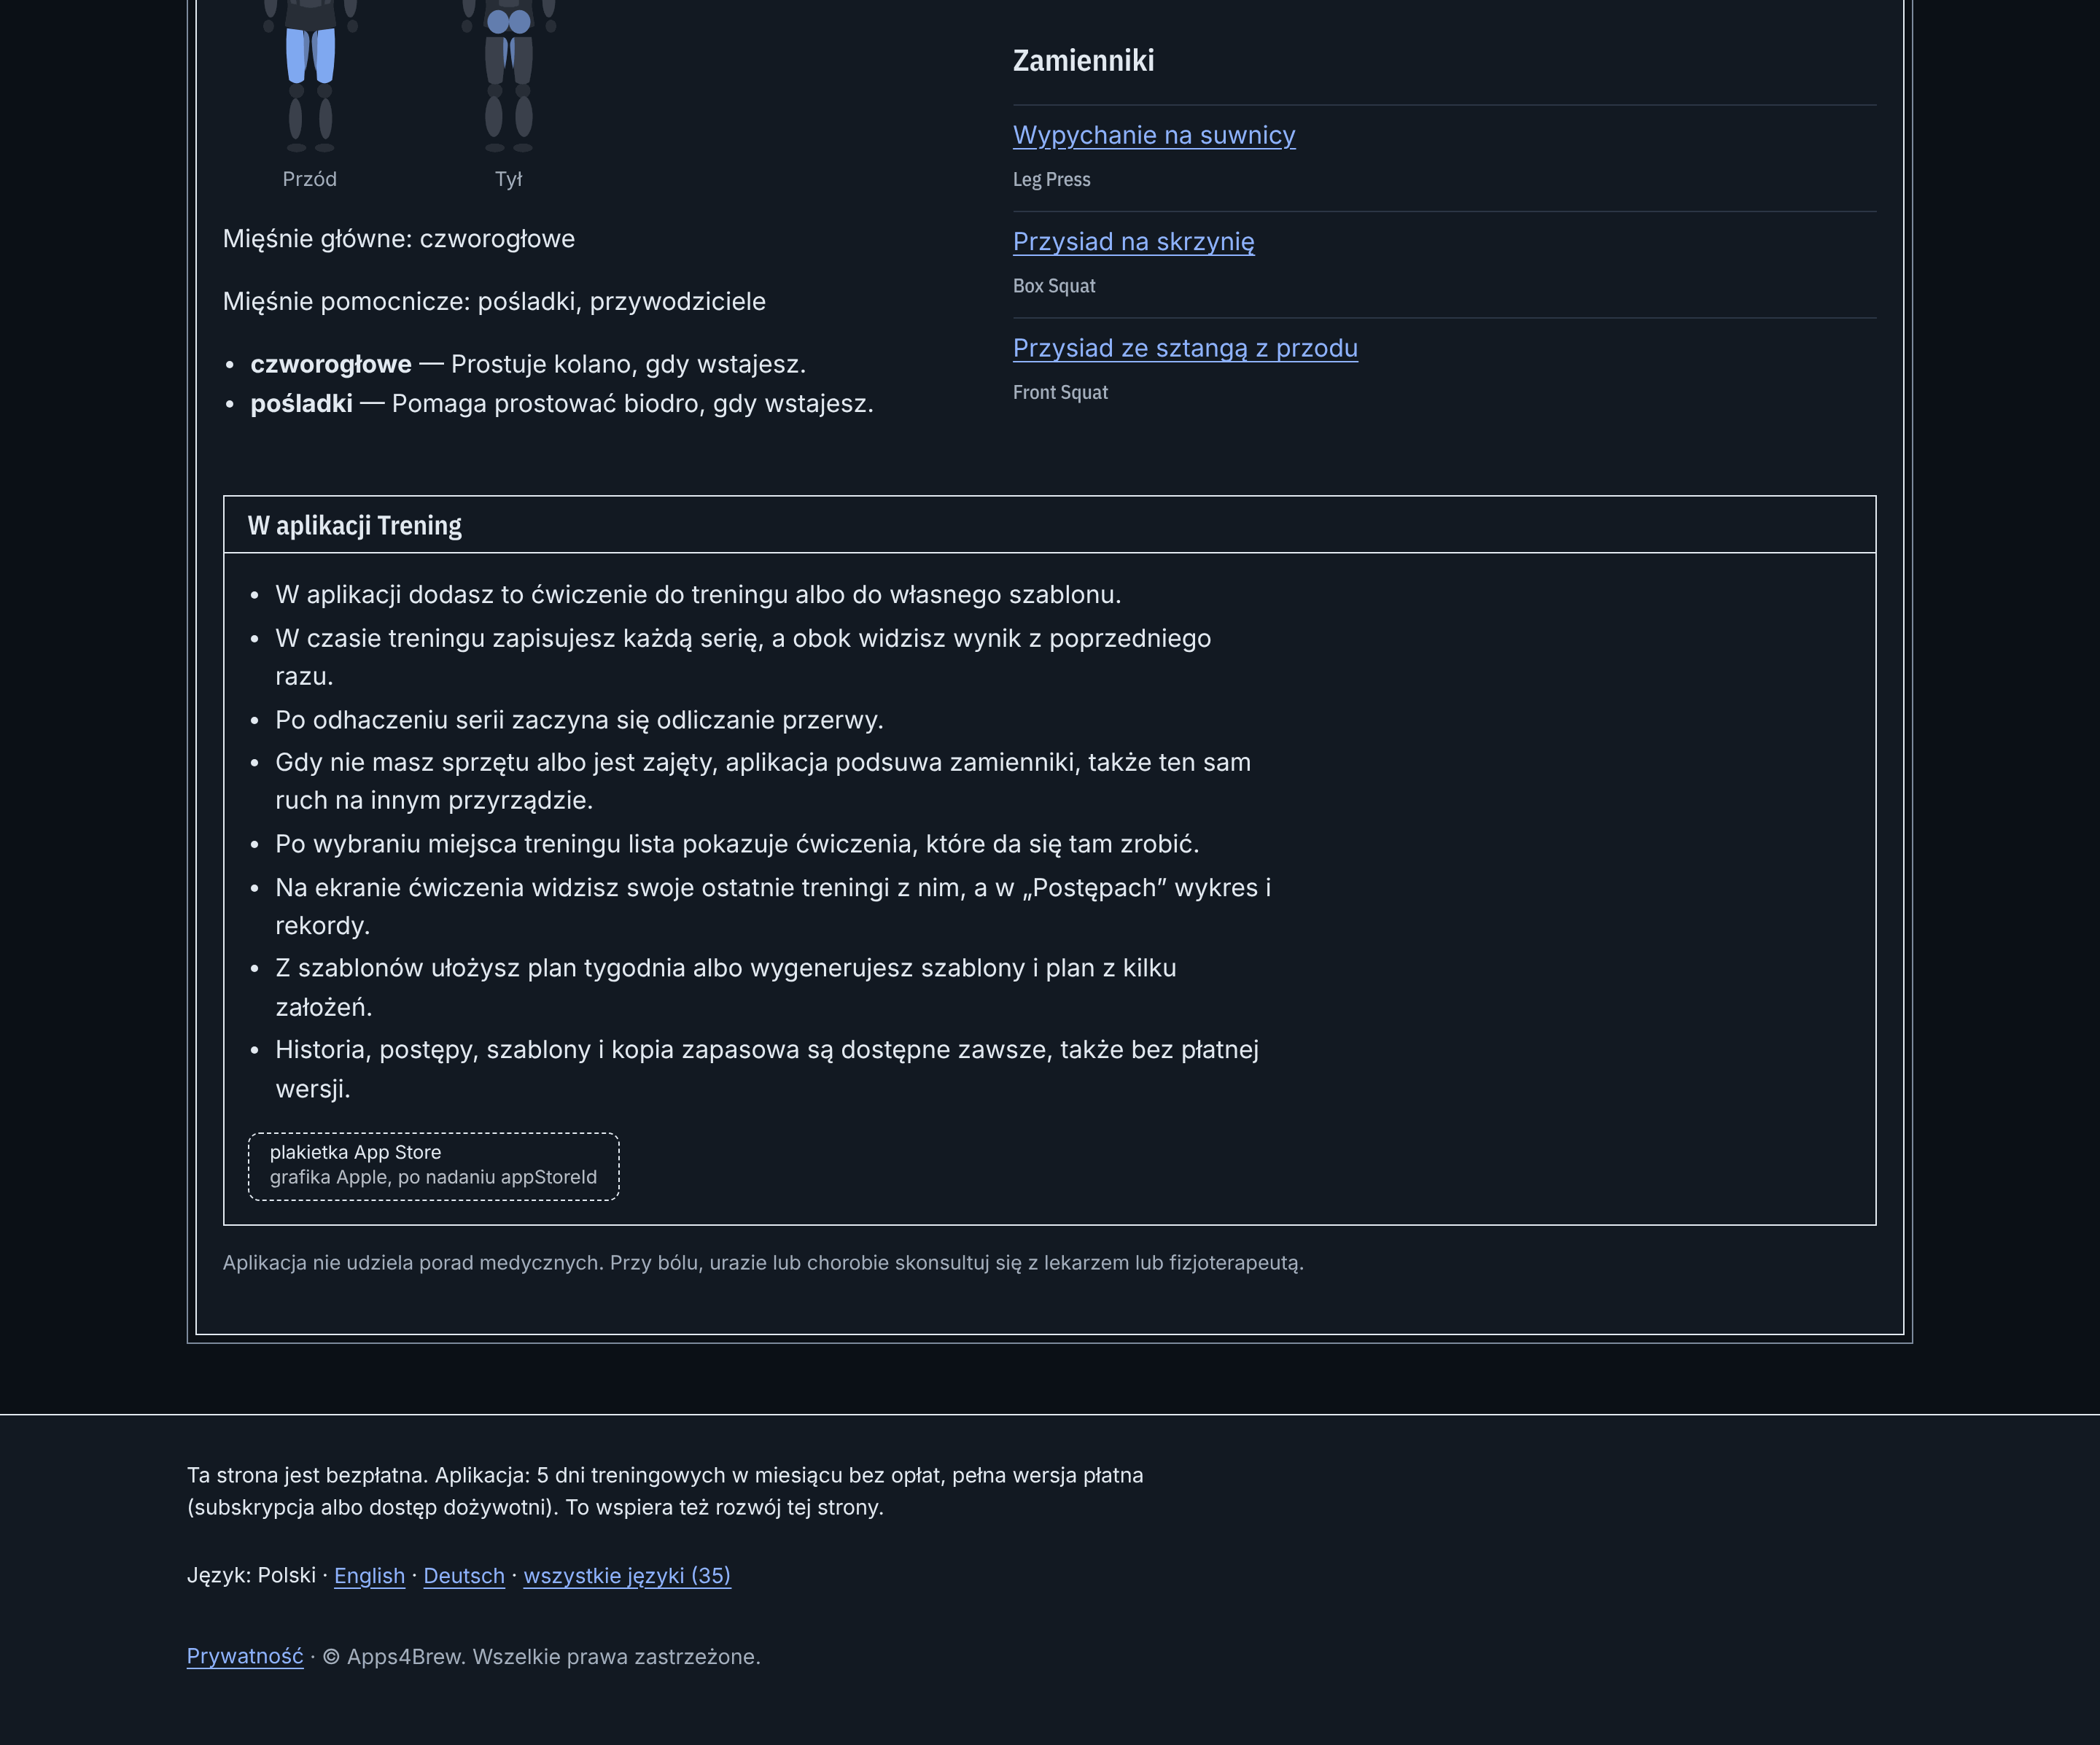 Przód
Tył
Mięśnie główne: czworogłowe
Mięśnie pomocnicze: pośladki, przywodziciele
• czworogłowe — Prostuje kolano, gdy wstajesz.
• pośladki — Pomaga prostować biodro, gdy wstajesz.
Zamienniki
Wypychanie na suwnicy
Leg Press
Przysiad na skrzynię
Box Squat
Przysiad ze sztangą z przodu
Front Squat
W aplikacji Trening
• W aplikacji dodasz to ćwiczenie do treningu albo do własnego szablonu.
• W czasie treningu zapisujesz każdą serię, a obok widzisz wynik z poprzedniego
razu.
• Po odhaczeniu serii zaczyna się odliczanie przerwy.
• Gdy nie masz sprzętu albo jest zajęty, aplikacja podsuwa zamienniki, także ten sam
ruch na innym przyrządzie.
• Po wybraniu miejsca treningu lista pokazuje ćwiczenia, które da się tam zrobić.
• Na ekranie ćwiczenia widzisz swoje ostatnie treningi z nim, a w „Postępach” wykres i
rekordy.
• Z szablonów ułożysz plan tygodnia albo wygenerujesz szablony i plan z kilku
założeń.
• Historia, postępy, szablony i kopia zapasowa są dostępne zawsze, także bez płatnej
wersji.
plakietka App Store
grafika Apple, po nadaniu appStoreId
Aplikacja nie udziela porad medycznych. Przy bólu, urazie lub chorobie skonsultuj się z lekarzem lub fizjoterapeutą.
Ta strona jest bezpłatna. Aplikacja: 5 dni treningowych w miesiącu bez opłat, pełna wersja płatna
(subskrypcja albo dostęp dożywotni). To wspiera też rozwój tej strony.
Język: Polski · English · Deutsch · wszystkie języki (35)
Prywatność · © Apps4Brew. Wszelkie prawa zastrzeżone.